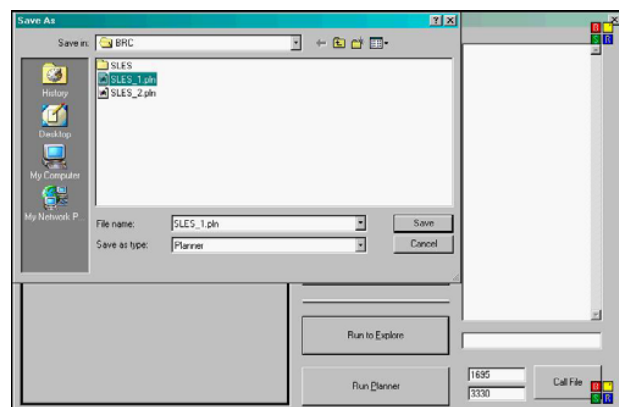 Save As
Save in: BRC
History
Desktop
My Computer
My Network P...
SLES
SLES_1.pln
SLES_2.pln
File name: SLES_1.pln Save
Save as type: Planner Cancel
Run to Explore
Run Planner
1695
3330
Call File